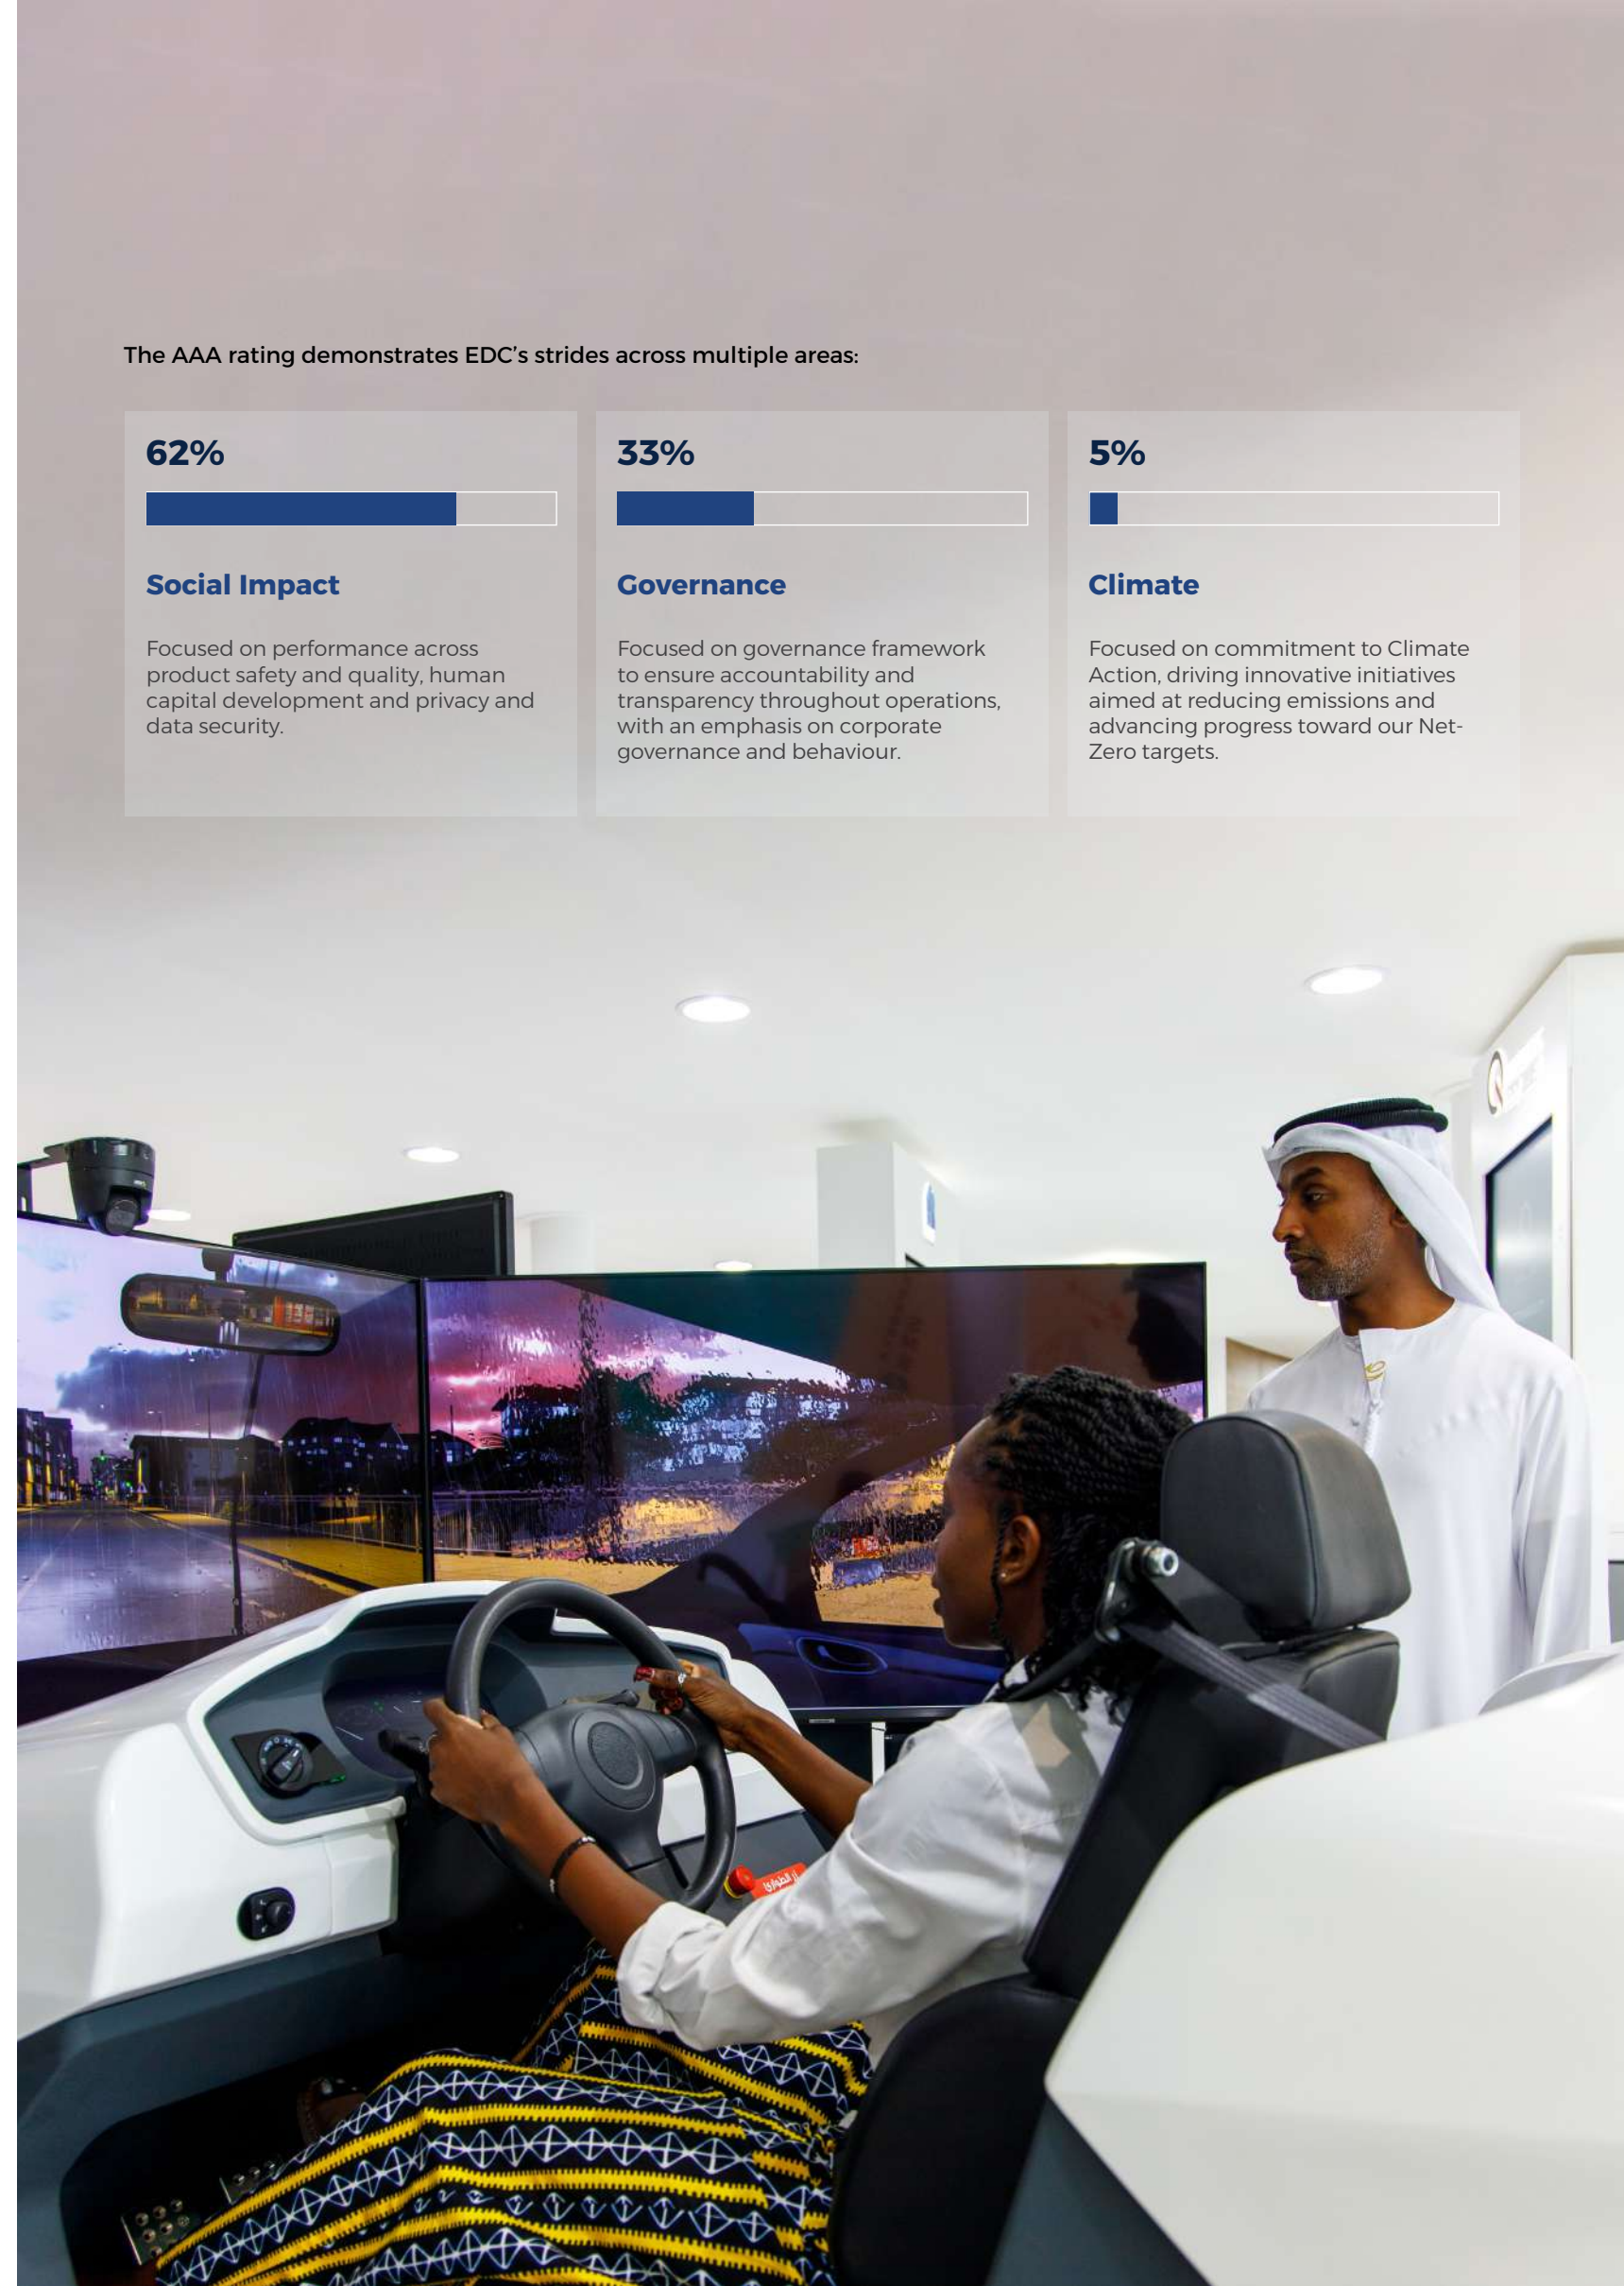 The AAA rating demonstrates EDC's strides across multiple areas:
62%
Social Impact
Focused on performance across
product safety and quality, human
capital development and privacy and
data security.
33%
Governance
Focused on governance framework
to ensure accountability and
transparency throughout operations,
with an emphasis on corporate
governance and behaviour.
5%
Climate
Focused on commitment to Climate
Action, driving innovative initiatives
aimed at reducing emissions and
advancing progress toward our Net-
Zero targets.
زر الطوارئ